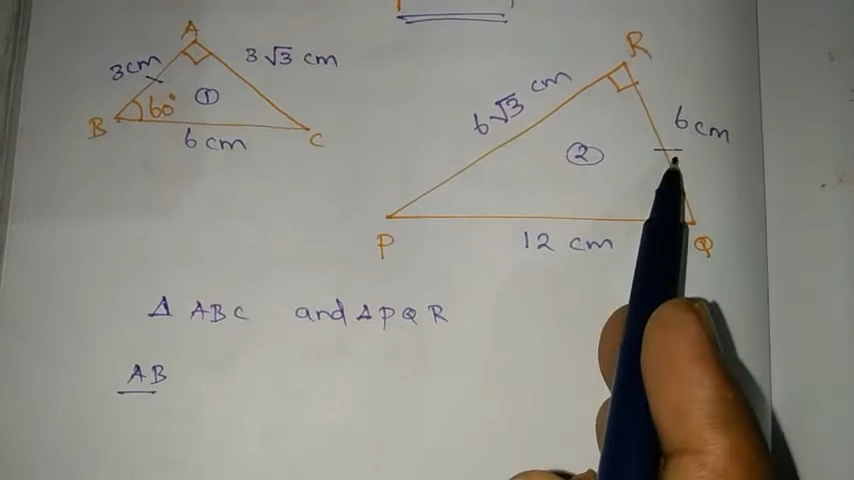 A
3cm
3√3 cm
60°
①
B
6 cm
C
R
6√3 cm
6 cm
②
P
12 cm
Q
Δ ABC and Δ PQR
AB